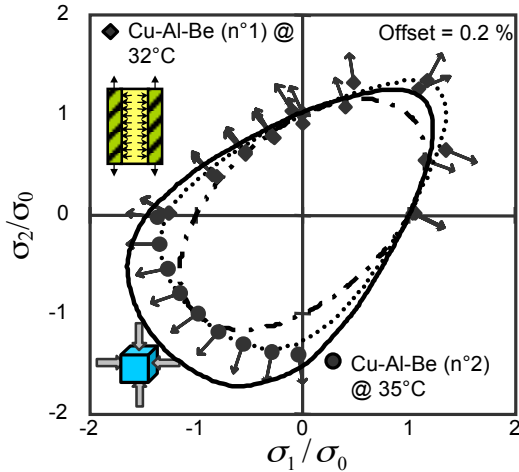 Cu-Al-Be (n°1) @
32°C
Offset = 0.2 %
2
1
0
-1
-2
σ₂/σ₀
Cu-Al-Be (n°2)
@ 35°C
-2
-1
0
1
2
σ₁/σ₀